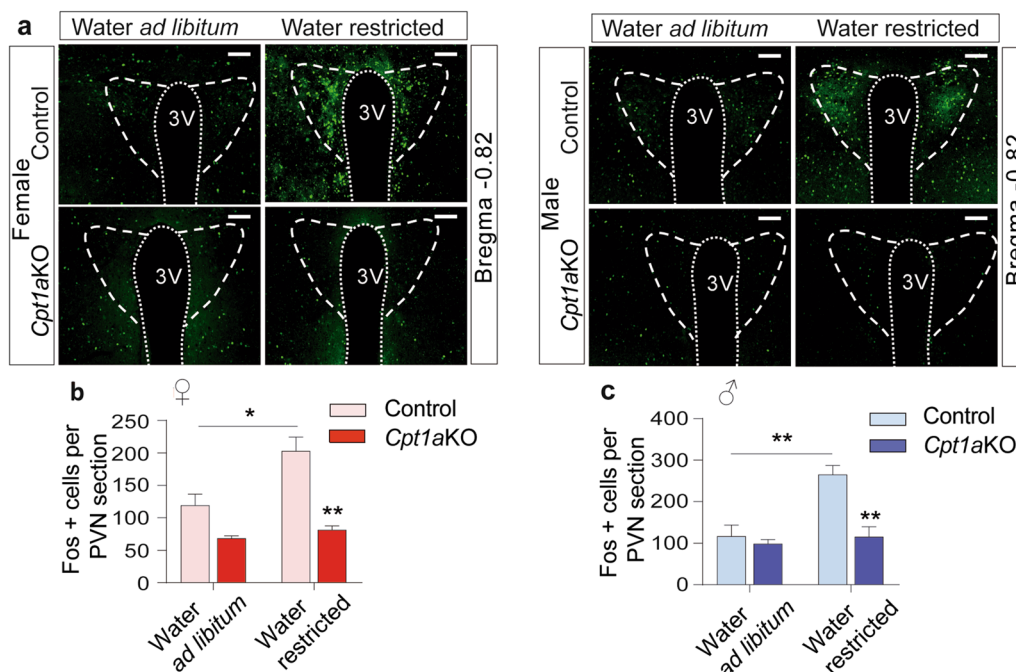 a
Water ad libitum
Water restricted
Female
Control
Cpt1aKO
3V
3V
3V
3V
Bregma -0.82
Water ad libitum
Water restricted
Male
Control
Cpt1aKO
3V
3V
3V
3V
Bregma -0.82
b
♀
Control
Cpt1aKO
Fos + cells per
PVN section
250
200
150
100
50
0
*
**
Water
ad libitum
Water
restricted
c
♂
Control
Cpt1aKO
Fos + cells per
PVN section
400
300
200
100
0
**
**
Water
ad libitum
Water
restricted